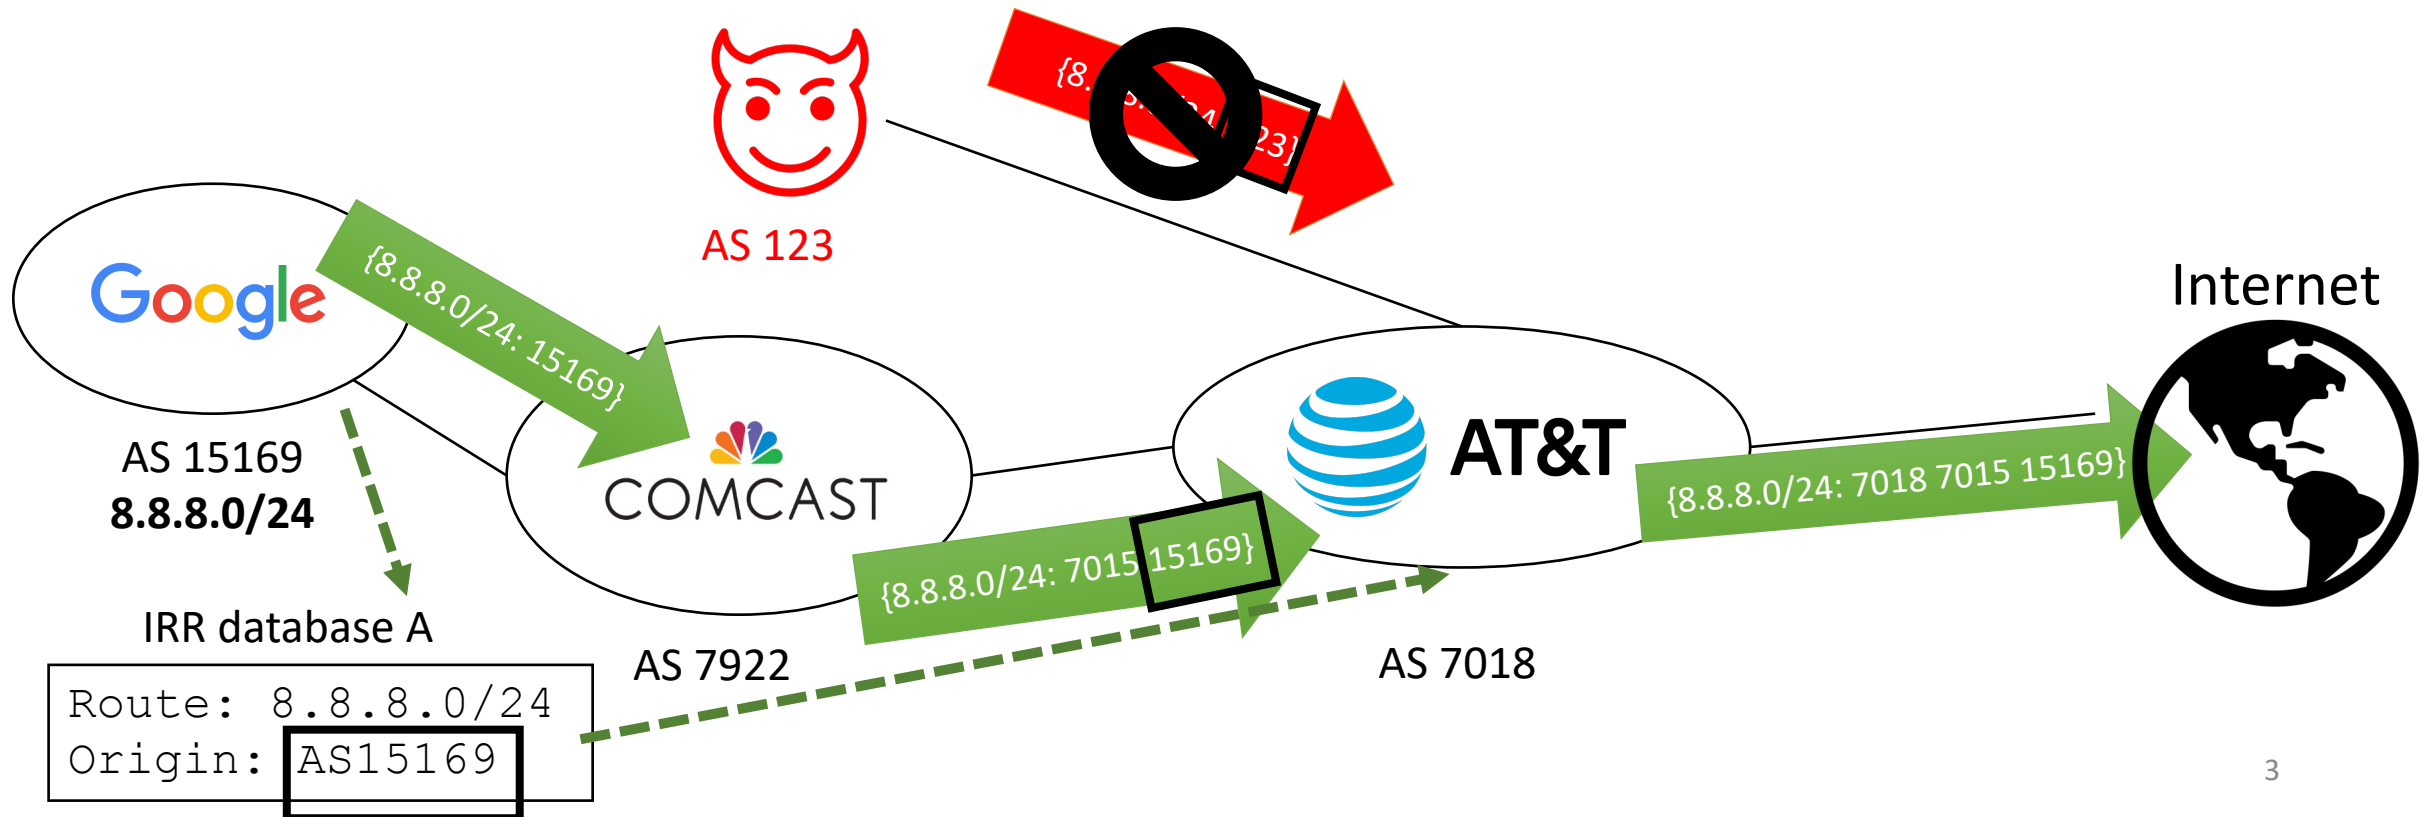 {8.
23}
AS 123
Google
{8.8.8.0/24: 15169}
AS 15169
8.8.8.0/24
COMCAST
AT&T
Internet
{8.8.8.0/24: 7015 15169}
{8.8.8.0/24: 7018 7015 15169}
IRR database A
AS 7922
AS 7018
Route: 8.8.8.0/24
Origin: AS15169
3